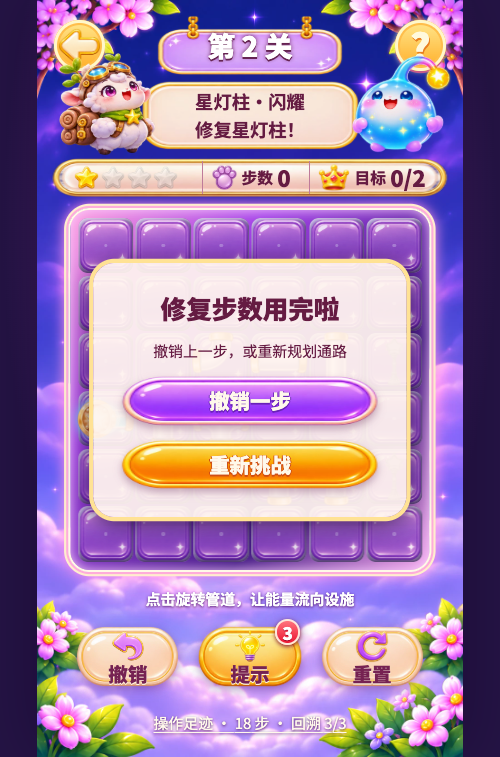 第 2 关
?
星灯柱·闪耀
修复星灯柱!
步数 0
目标 0/2
修复步数用完啦
撤销上一步，或重新规划通路
撤销一步
重新挑战
点击旋转管道，让能量流向设施
3
撤销
提示
重置
操作足迹 · 18 步 · 回溯 3/3